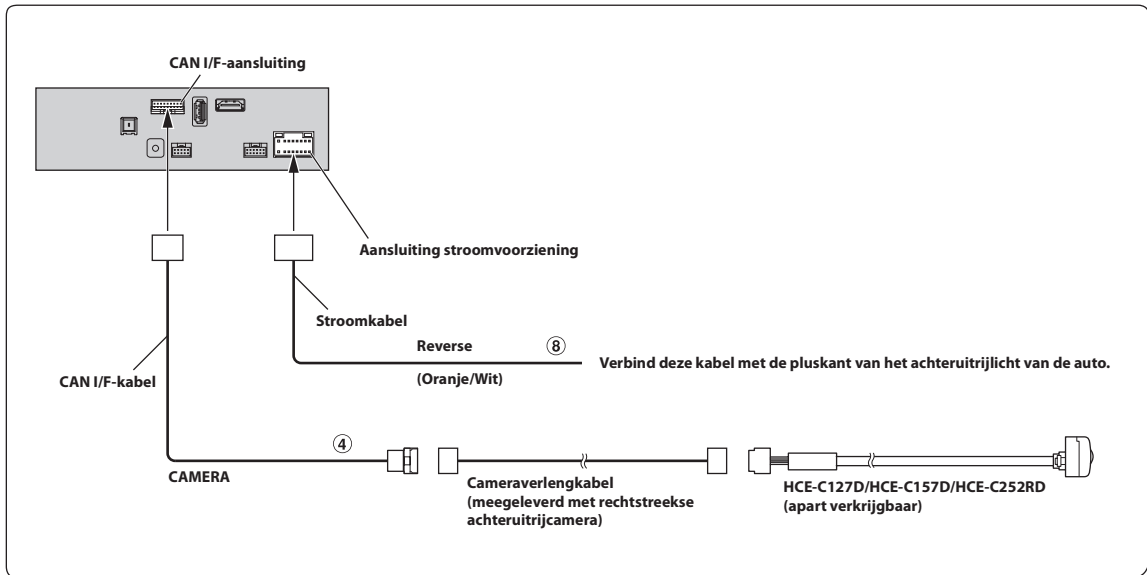 CAN I/F-aansluiting
Aansluiting stroomvoorziening
Stroomkabel
Reverse
⑧
Verbind deze kabel met de pluskant van het achteruitrijlicht van de auto.
(Oranje/Wit)
CAN I/F-kabel
④
CAMERA
Cameraverlengkabel
(meegeleverd met rechtstreekse
achteruitrijcamera)
HCE-C127D/HCE-C157D/HCE-C252RD
(apart verkrijgbaar)